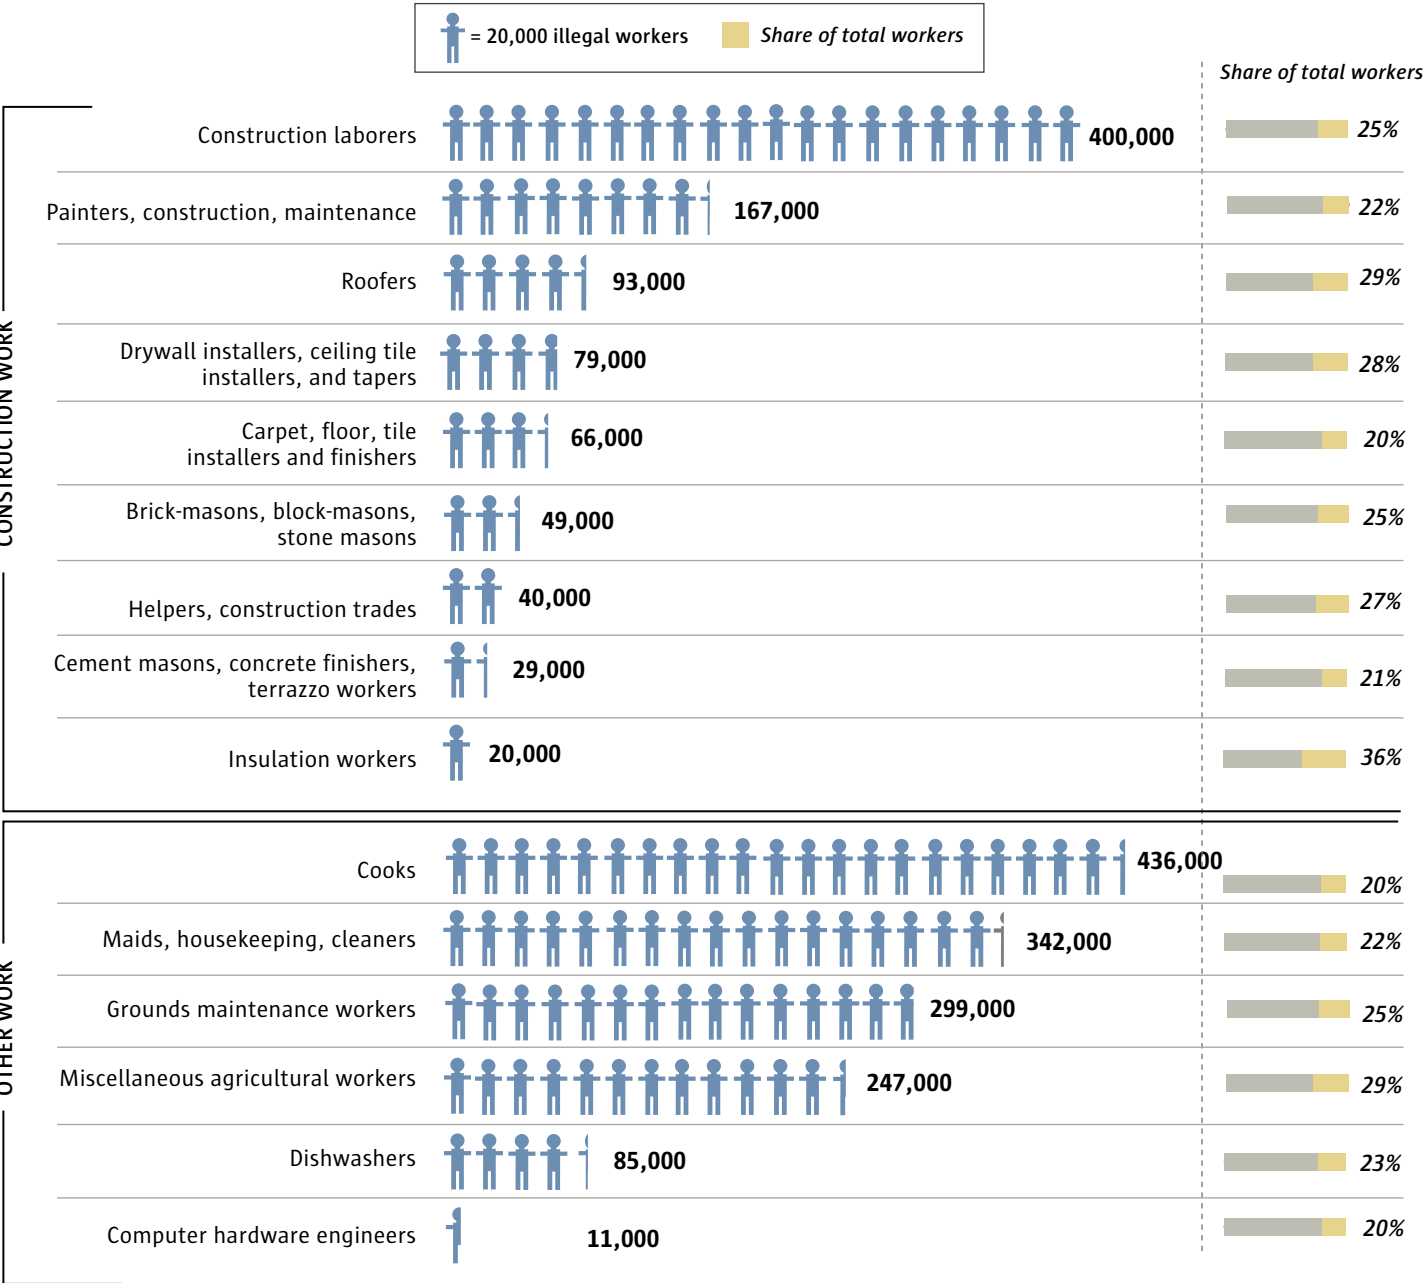 = 20,000 illegal workers
Share of total workers
Share of total workers
CONSTRUCTION WORK
Construction laborers
400,000
25%
Painters, construction, maintenance
167,000
22%
Roofers
93,000
29%
Drywall installers, ceiling tile
installers, and tapers
79,000
28%
Carpet, floor, tile
installers and finishers
66,000
20%
Brick-masons, block-masons,
stone masons
49,000
25%
Helpers, construction trades
40,000
27%
Cement masons, concrete finishers,
terrazzo workers
29,000
21%
Insulation workers
20,000
36%
OTHER WORK
Cooks
436,000
20%
Maids, housekeeping, cleaners
342,000
22%
Grounds maintenance workers
299,000
25%
Miscellaneous agricultural workers
247,000
29%
Dishwashers
85,000
23%
Computer hardware engineers
11,000
20%